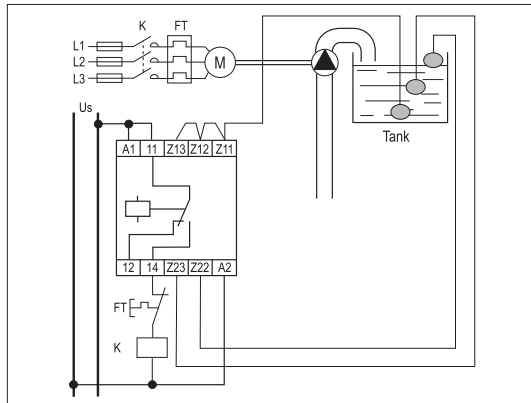 K FT
L1
L2
L3
M
Tank
Us
A1 11 Z13 Z12 Z11
12 14 Z23 Z22 A2
FT
K